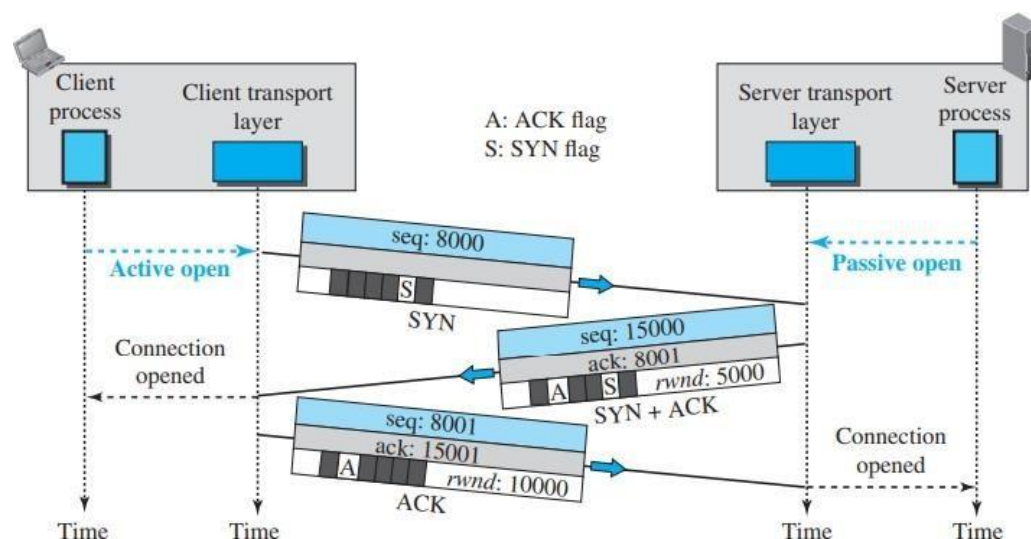 Client
process
Client transport
layer
A: ACK flag
S: SYN flag
Server transport
layer
Server
process
seq: 8000
S
SYN
Active open
Passive open
seq: 15000
ack: 8001
A S rwnd: 5000
SYN + ACK
Connection
opened
seq: 8001
ack: 15001
A rwnd: 10000
ACK
Connection
opened
Time
Time
Time
Time